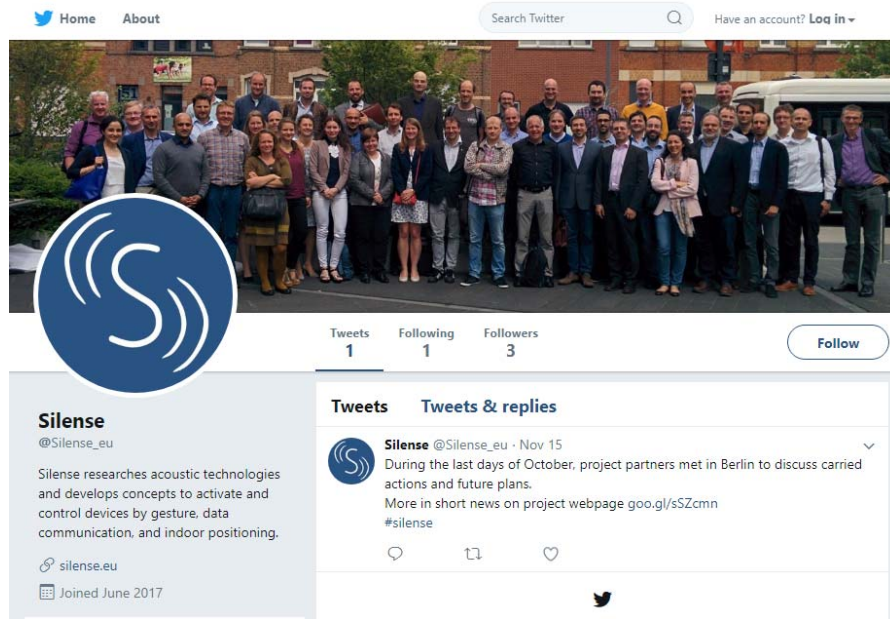 Home About Search Twitter Have an account? Log in
Tweets Following Followers
1 1 3 Follow
S
Silense
@Silense_eu
Silense researches acoustic technologies
and develops concepts to activate and
control devices by gesture, data
communication, and indoor positioning.
silense.eu
Joined June 2017
Tweets Tweets & replies
Silense @Silense_eu · Nov 15
During the last days of October, project partners met in Berlin to discuss carried
actions and future plans.
More in short news on project webpage goo.gl/sSZcmn
#silense